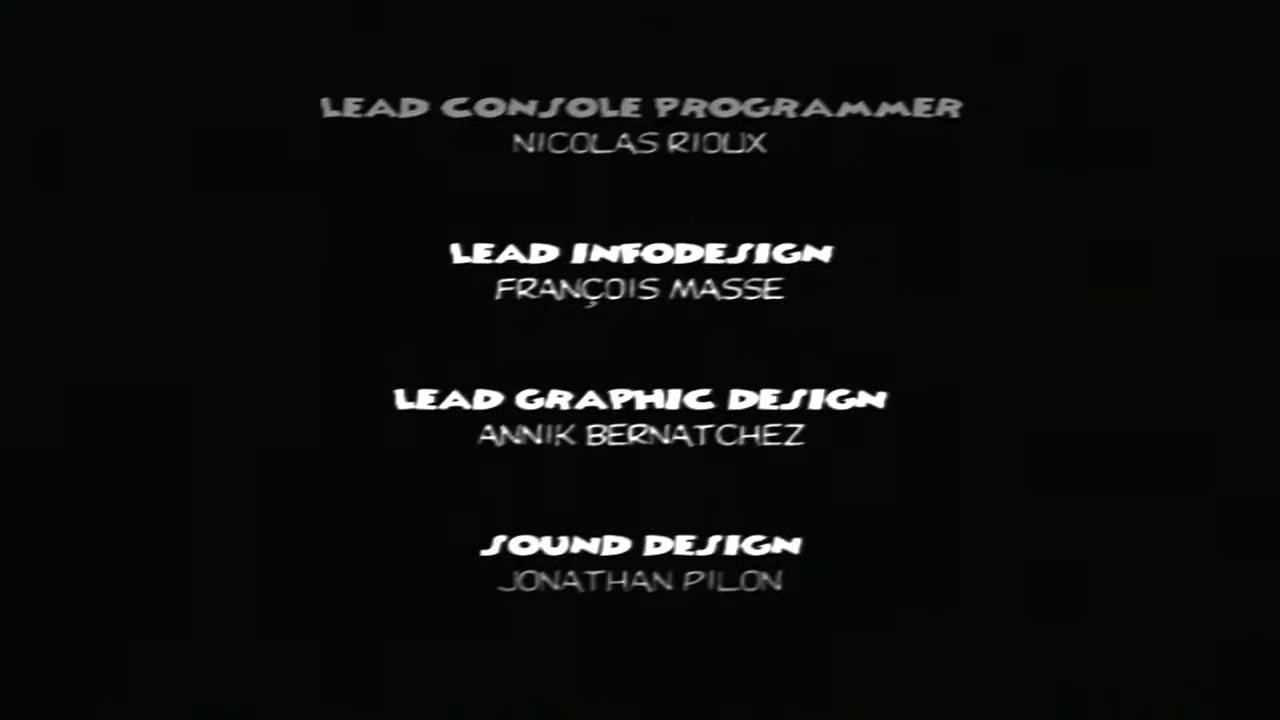 LEAD CONSOLE PROGRAMMER
NICOLAS RIOUX
LEAD INFODESIGN
FRANÇOIS MASSE
LEAD GRAPHIC DESIGN
ANNIK BERNATCHEZ
SOUND DESIGN
JONATHAN PILON